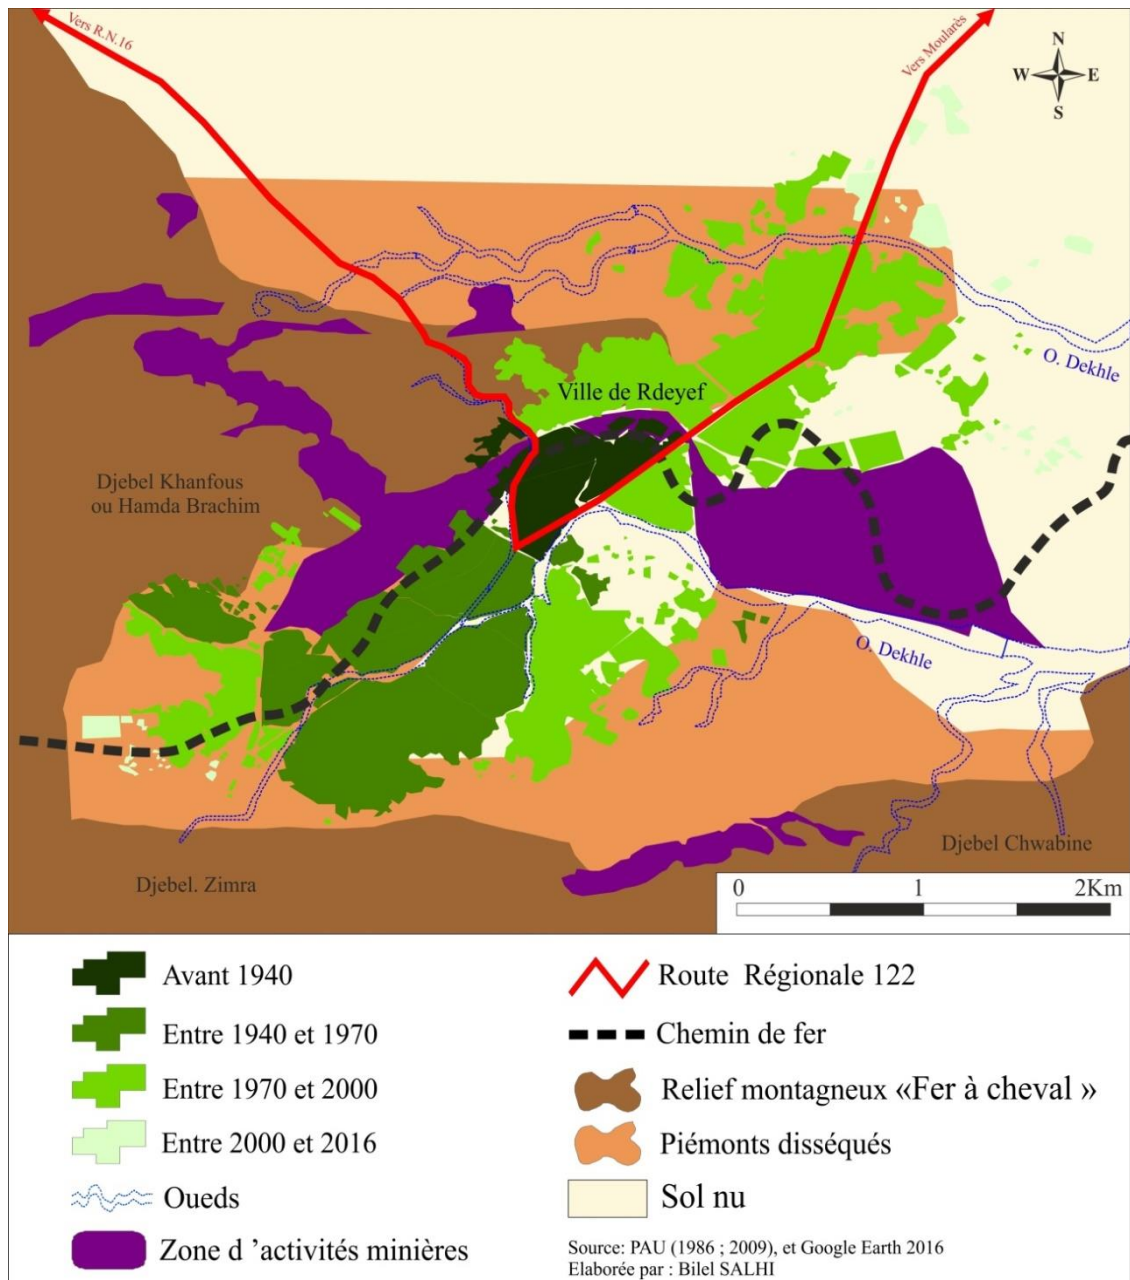 Vers R.N.16
Vers Moularès
N
W E
S
O. Dekhle
Ville de Rdeyef
Djebel Khanfous
ou Hamda Brachim
O. Dekhle
Djebel Chwabine
Djebel. Zimra
0 1 2Km
Avant 1940
Entre 1940 et 1970
Entre 1970 et 2000
Entre 2000 et 2016
Oueds
Zone d ’activités minières
Route Régionale 122
Chemin de fer
Relief montagneux «Fer à cheval »
Piémonts disséqués
Sol nu
Source: PAU (1986 ; 2009), et Google Earth 2016
Elaborée par : Bilel SALHI